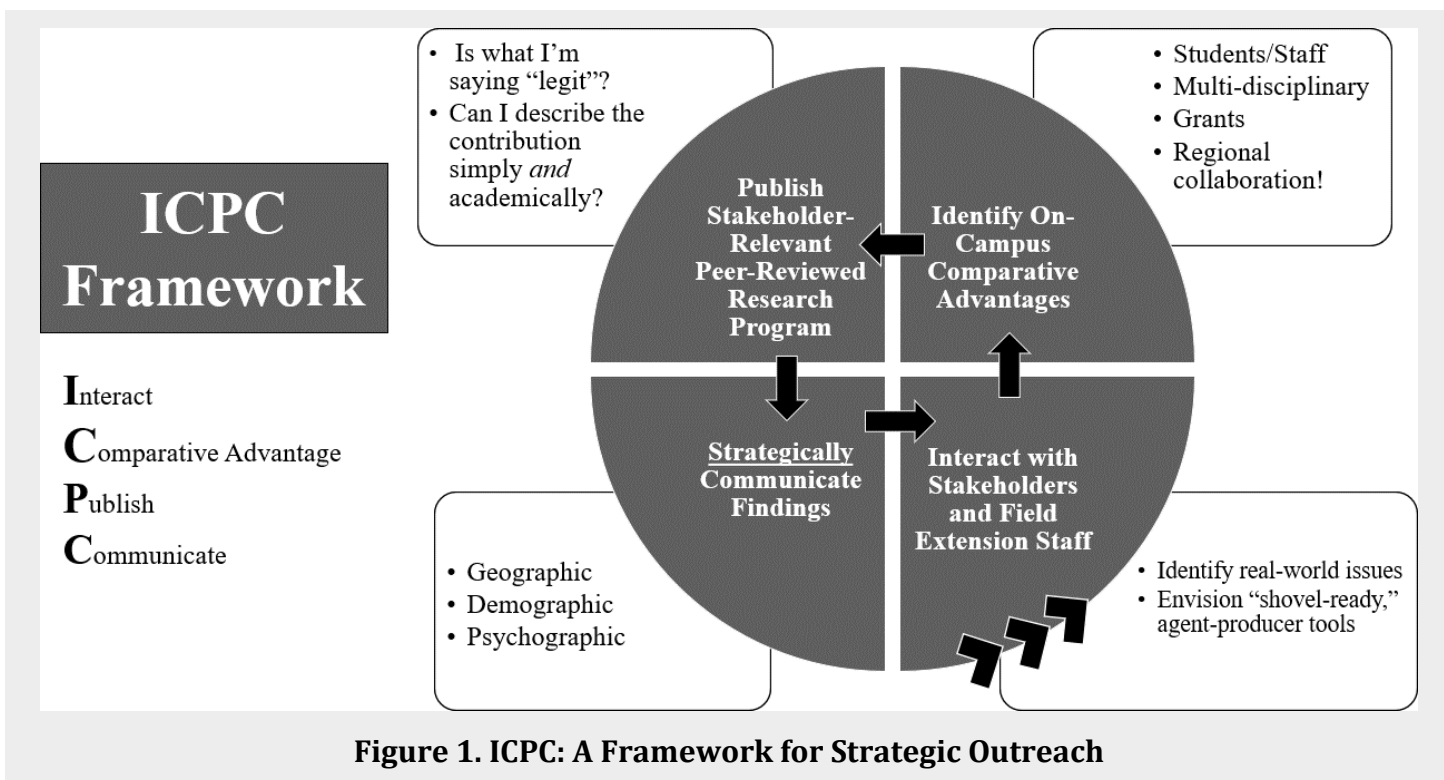 ICPC
Framework
Interact
Comparative Advantage
Publish
Communicate
• Is what I'm
saying “legit”?
• Can I describe the
contribution
simply and
academically?
• Students/Staff
• Multi-disciplinary
• Grants
• Regional
collaboration!
Publish
Stakeholder-
Relevant
Peer-Reviewed
Research
Program
Identify On-
Campus
Comparative
Advantages
Strategically
Communicate
Findings
Interact with
Stakeholders
and Field
Extension Staff
• Geographic
• Demographic
• Psychographic
• Identify real-world issues
• Envision “shovel-ready,”
agent-producer tools
Figure 1. ICPC: A Framework for Strategic Outreach